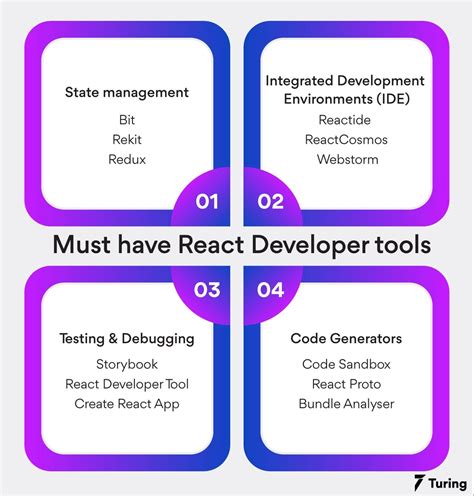 State management
Bit
Rekit
Redux
Integrated Development
Environments (IDE)
Reactide
ReactCosmos
Webstorm
01
02
Must have React Developer tools
03
04
Testing & Debugging
Storybook
React Developer Tool
Create React App
Code Generators
Code Sandbox
React Proto
Bundle Analyser
Turing